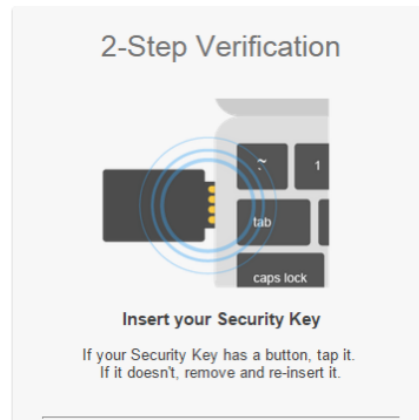 2-Step Verification
~ 1
tab
caps lock
Insert your Security Key
If your Security Key has a button, tap it.
If it doesn't, remove and re-insert it.